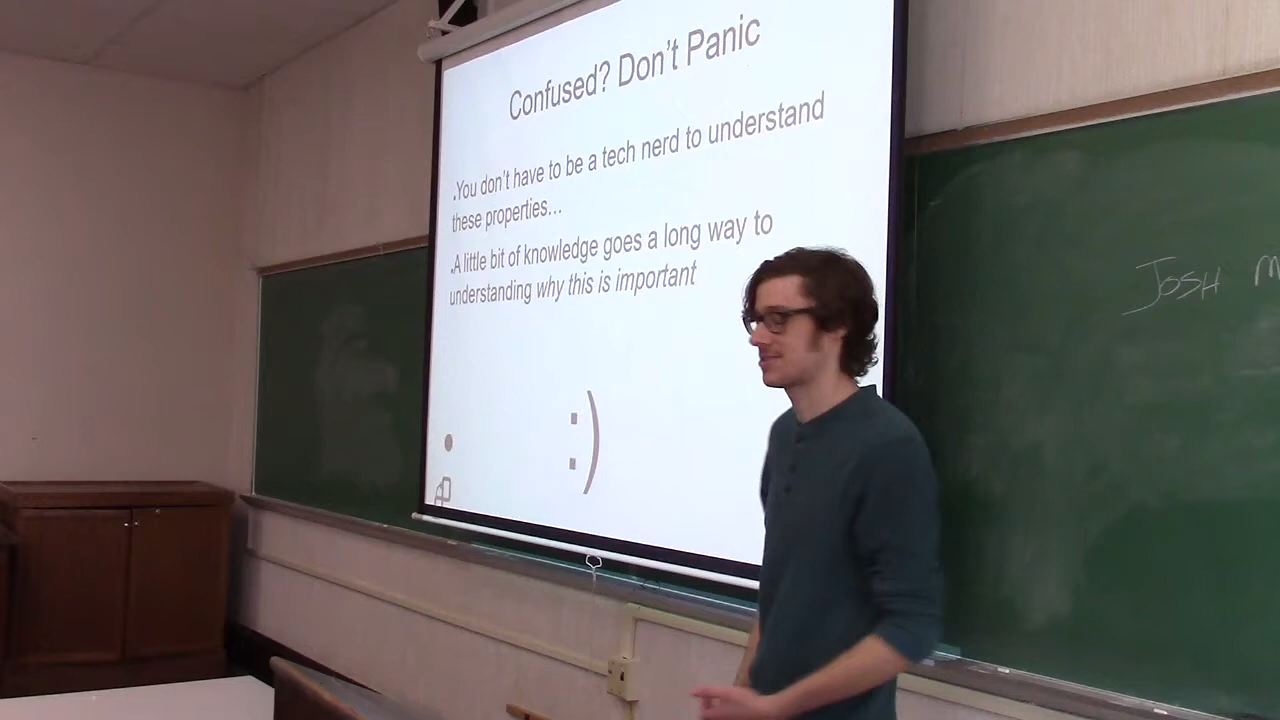 Confused? Don't Panic
.You don't have to be a tech nerd to understand
these properties...
.A little bit of knowledge goes a long way to
understanding why this is important
:)
JOSH M